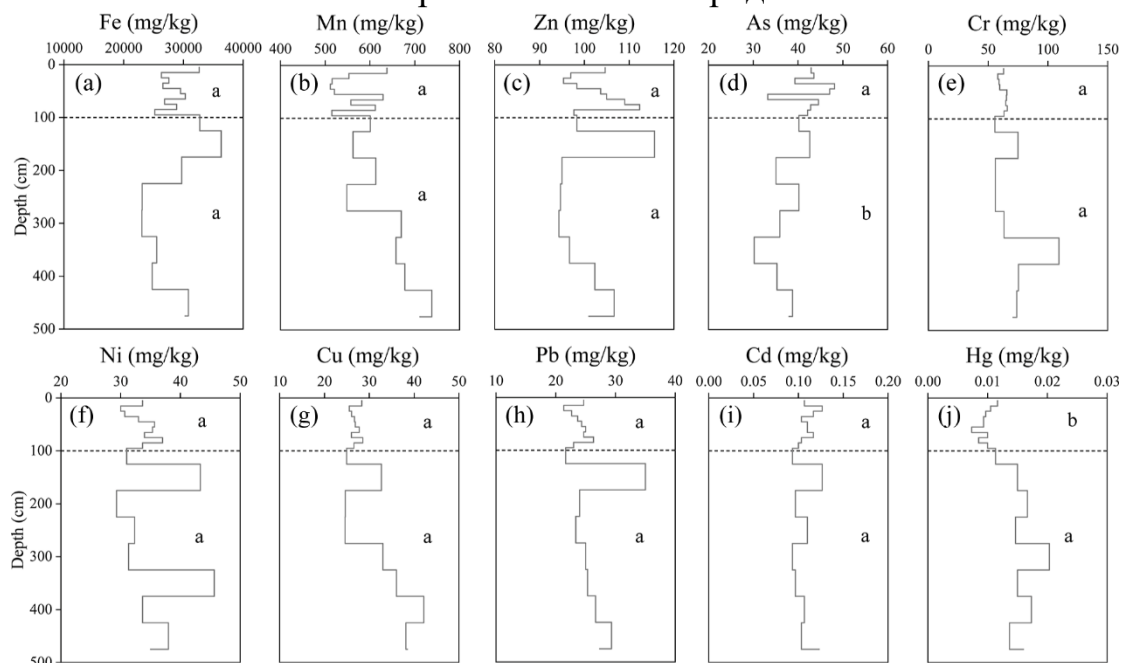 Fe (mg/kg) Mn (mg/kg) Zn (mg/kg) As (mg/kg) Cr (mg/kg)
10000 20000 30000 40000 400 500 600 700 800 80 90 100 110 120 20 30 40 50 60 0 50 100 150
0
(a) a (b) a (c) a (d) a (e) a
100
200
a a a b a
300
400
500
Depth (cm)
Ni (mg/kg) Cu (mg/kg) Pb (mg/kg) Cd (mg/kg) Hg (mg/kg)
20 30 40 50 10 20 30 40 50 10 20 30 40 0.00 0.05 0.10 0.15 0.20 0.00 0.01 0.02 0.03
0
(f) a (g) a (h) a (i) a (j) b
100
200
a a a a a
300
400
500
Depth (cm)